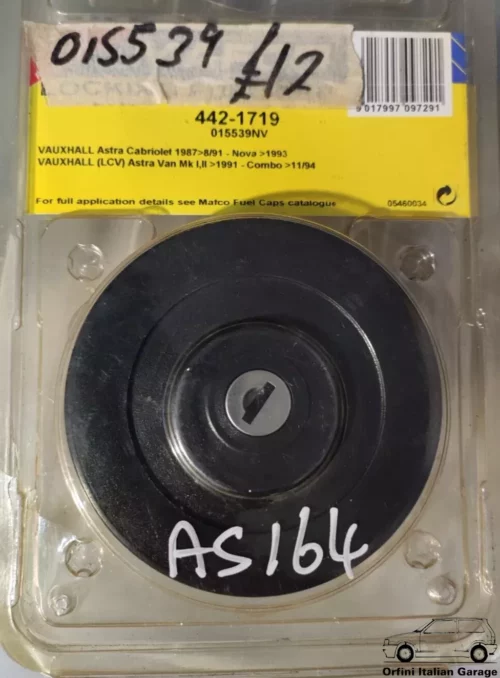 015539 £12
LOCKING
442-1719
015539NV
9 017997 097291
VAUXHALL Astra Cabriolet 1987>8/91 - Nova >1993
VAUXHALL (LCV) Astra Van Mk I,II >1991 - Combo >11/94
For full application details see Matco Fuel Caps catalogue
05460034
AS164
Orfini Italian Garage